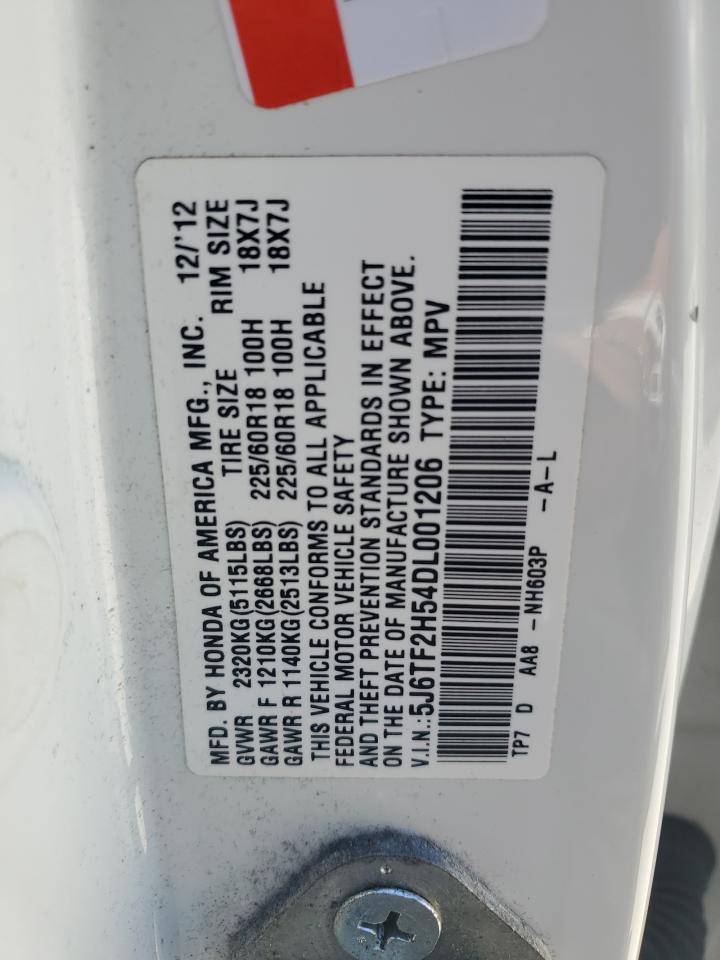 MFD. BY HONDA OF AMERICA MFG., INC. 12/'12
GVWR 2320KG(5115LBS) TIRE SIZE RIM SIZE
GAWR F 1210KG(2668LBS) 225/60R18 100H 18X7J
GAWR R 1140KG(2513LBS) 225/60R18 100H 18X7J
THIS VEHICLE CONFORMS TO ALL APPLICABLE
FEDERAL MOTOR VEHICLE SAFETY
AND THEFT PREVENTION STANDARDS IN EFFECT
ON THE DATE OF MANUFACTURE SHOWN ABOVE.
V.I.N.:5J6TF2H54DL001206 TYPE: MPV
TP7 D AA8 -NH603P -A-L